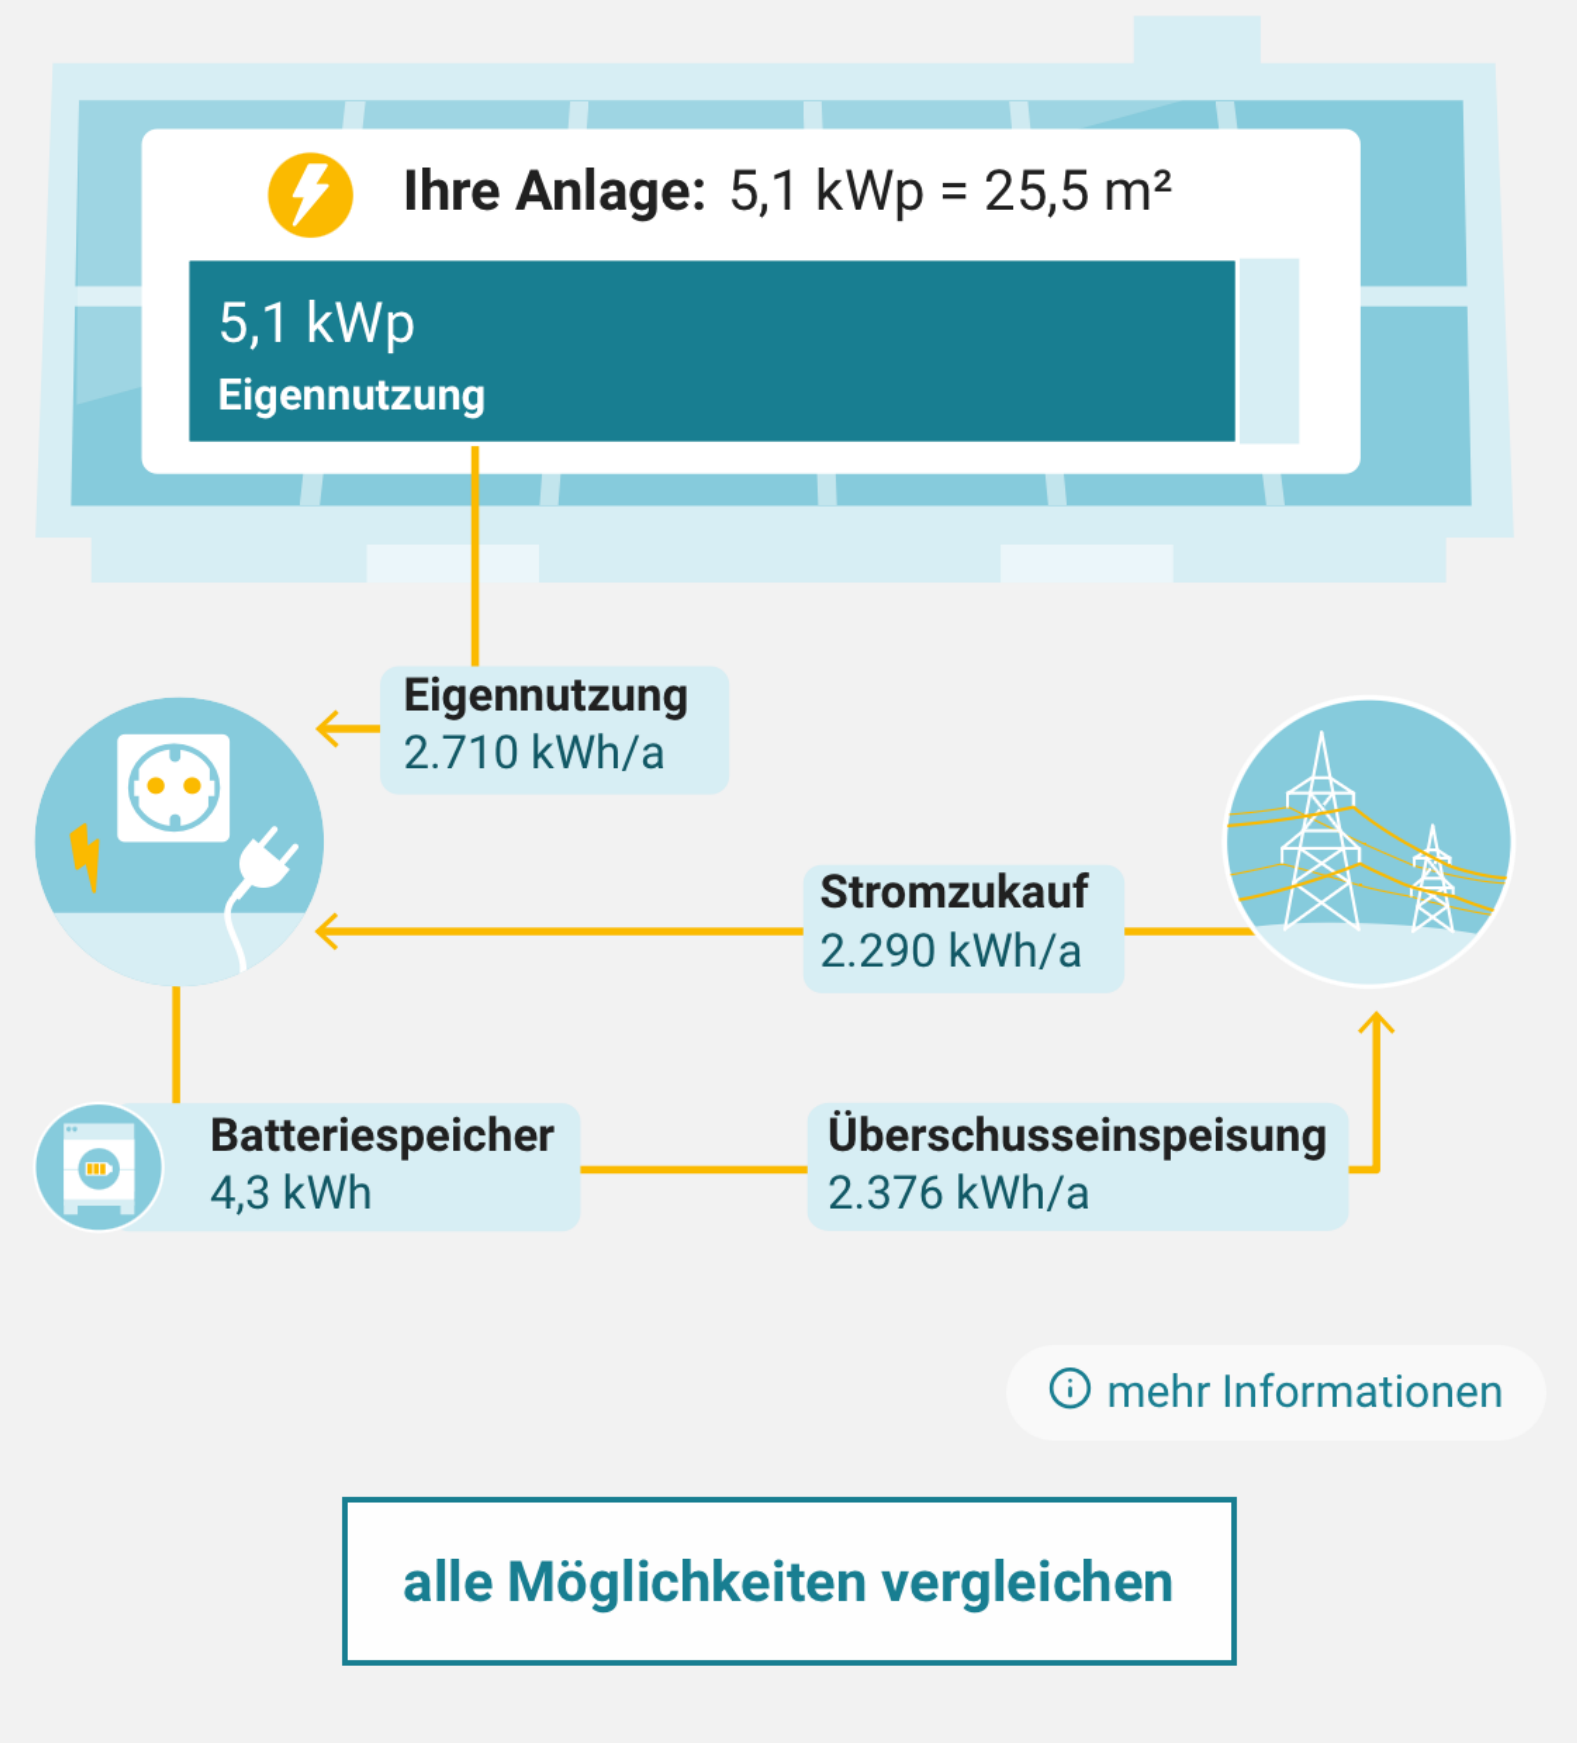 Ihre Anlage: 5,1 kWp = 25,5 m²
5,1 kWp
Eigennutzung
Eigennutzung
2.710 kWh/a
Stromzukauf
2.290 kWh/a
Batteriespeicher
4,3 kWh
Überschusseinspeisung
2.376 kWh/a
mehr Informationen
alle Möglichkeiten vergleichen